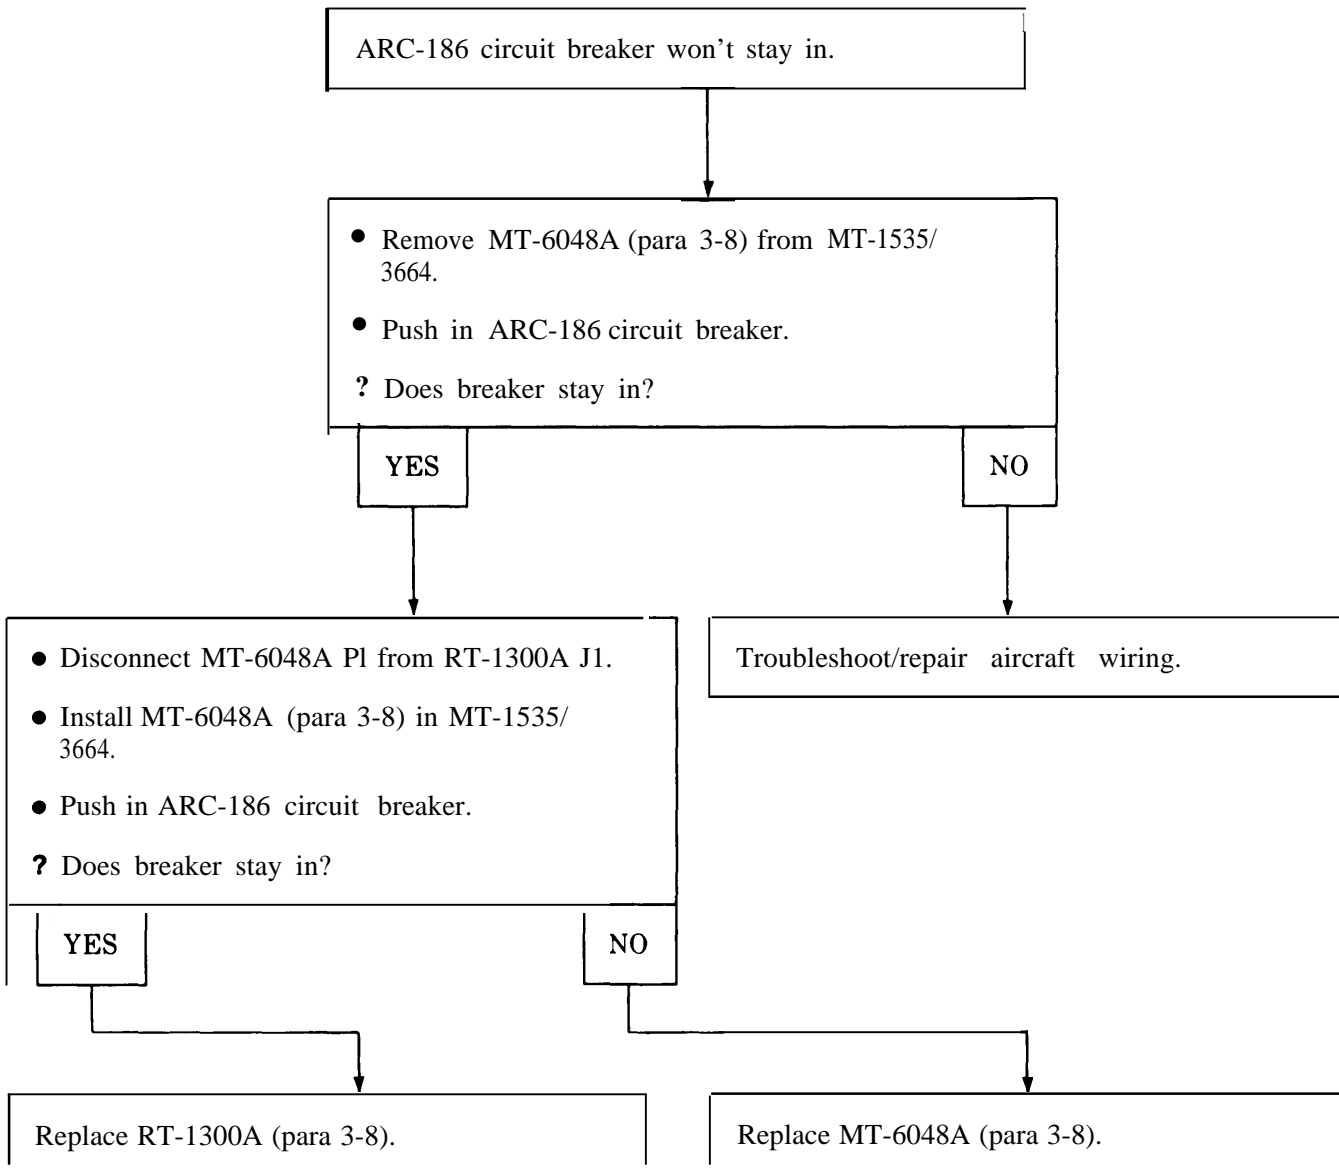 ARC-186 circuit breaker won't stay in.
• Remove MT-6048A (para 3-8) from MT-1535/
3664.
• Push in ARC-186 circuit breaker.
? Does breaker stay in?
YES
NO
• Disconnect MT-6048A Pl from RT-1300A J1.
• Install MT-6048A (para 3-8) in MT-1535/
3664.
• Push in ARC-186 circuit breaker.
? Does breaker stay in?
Troubleshoot/repair aircraft wiring.
YES
NO
Replace RT-1300A (para 3-8).
Replace MT-6048A (para 3-8).